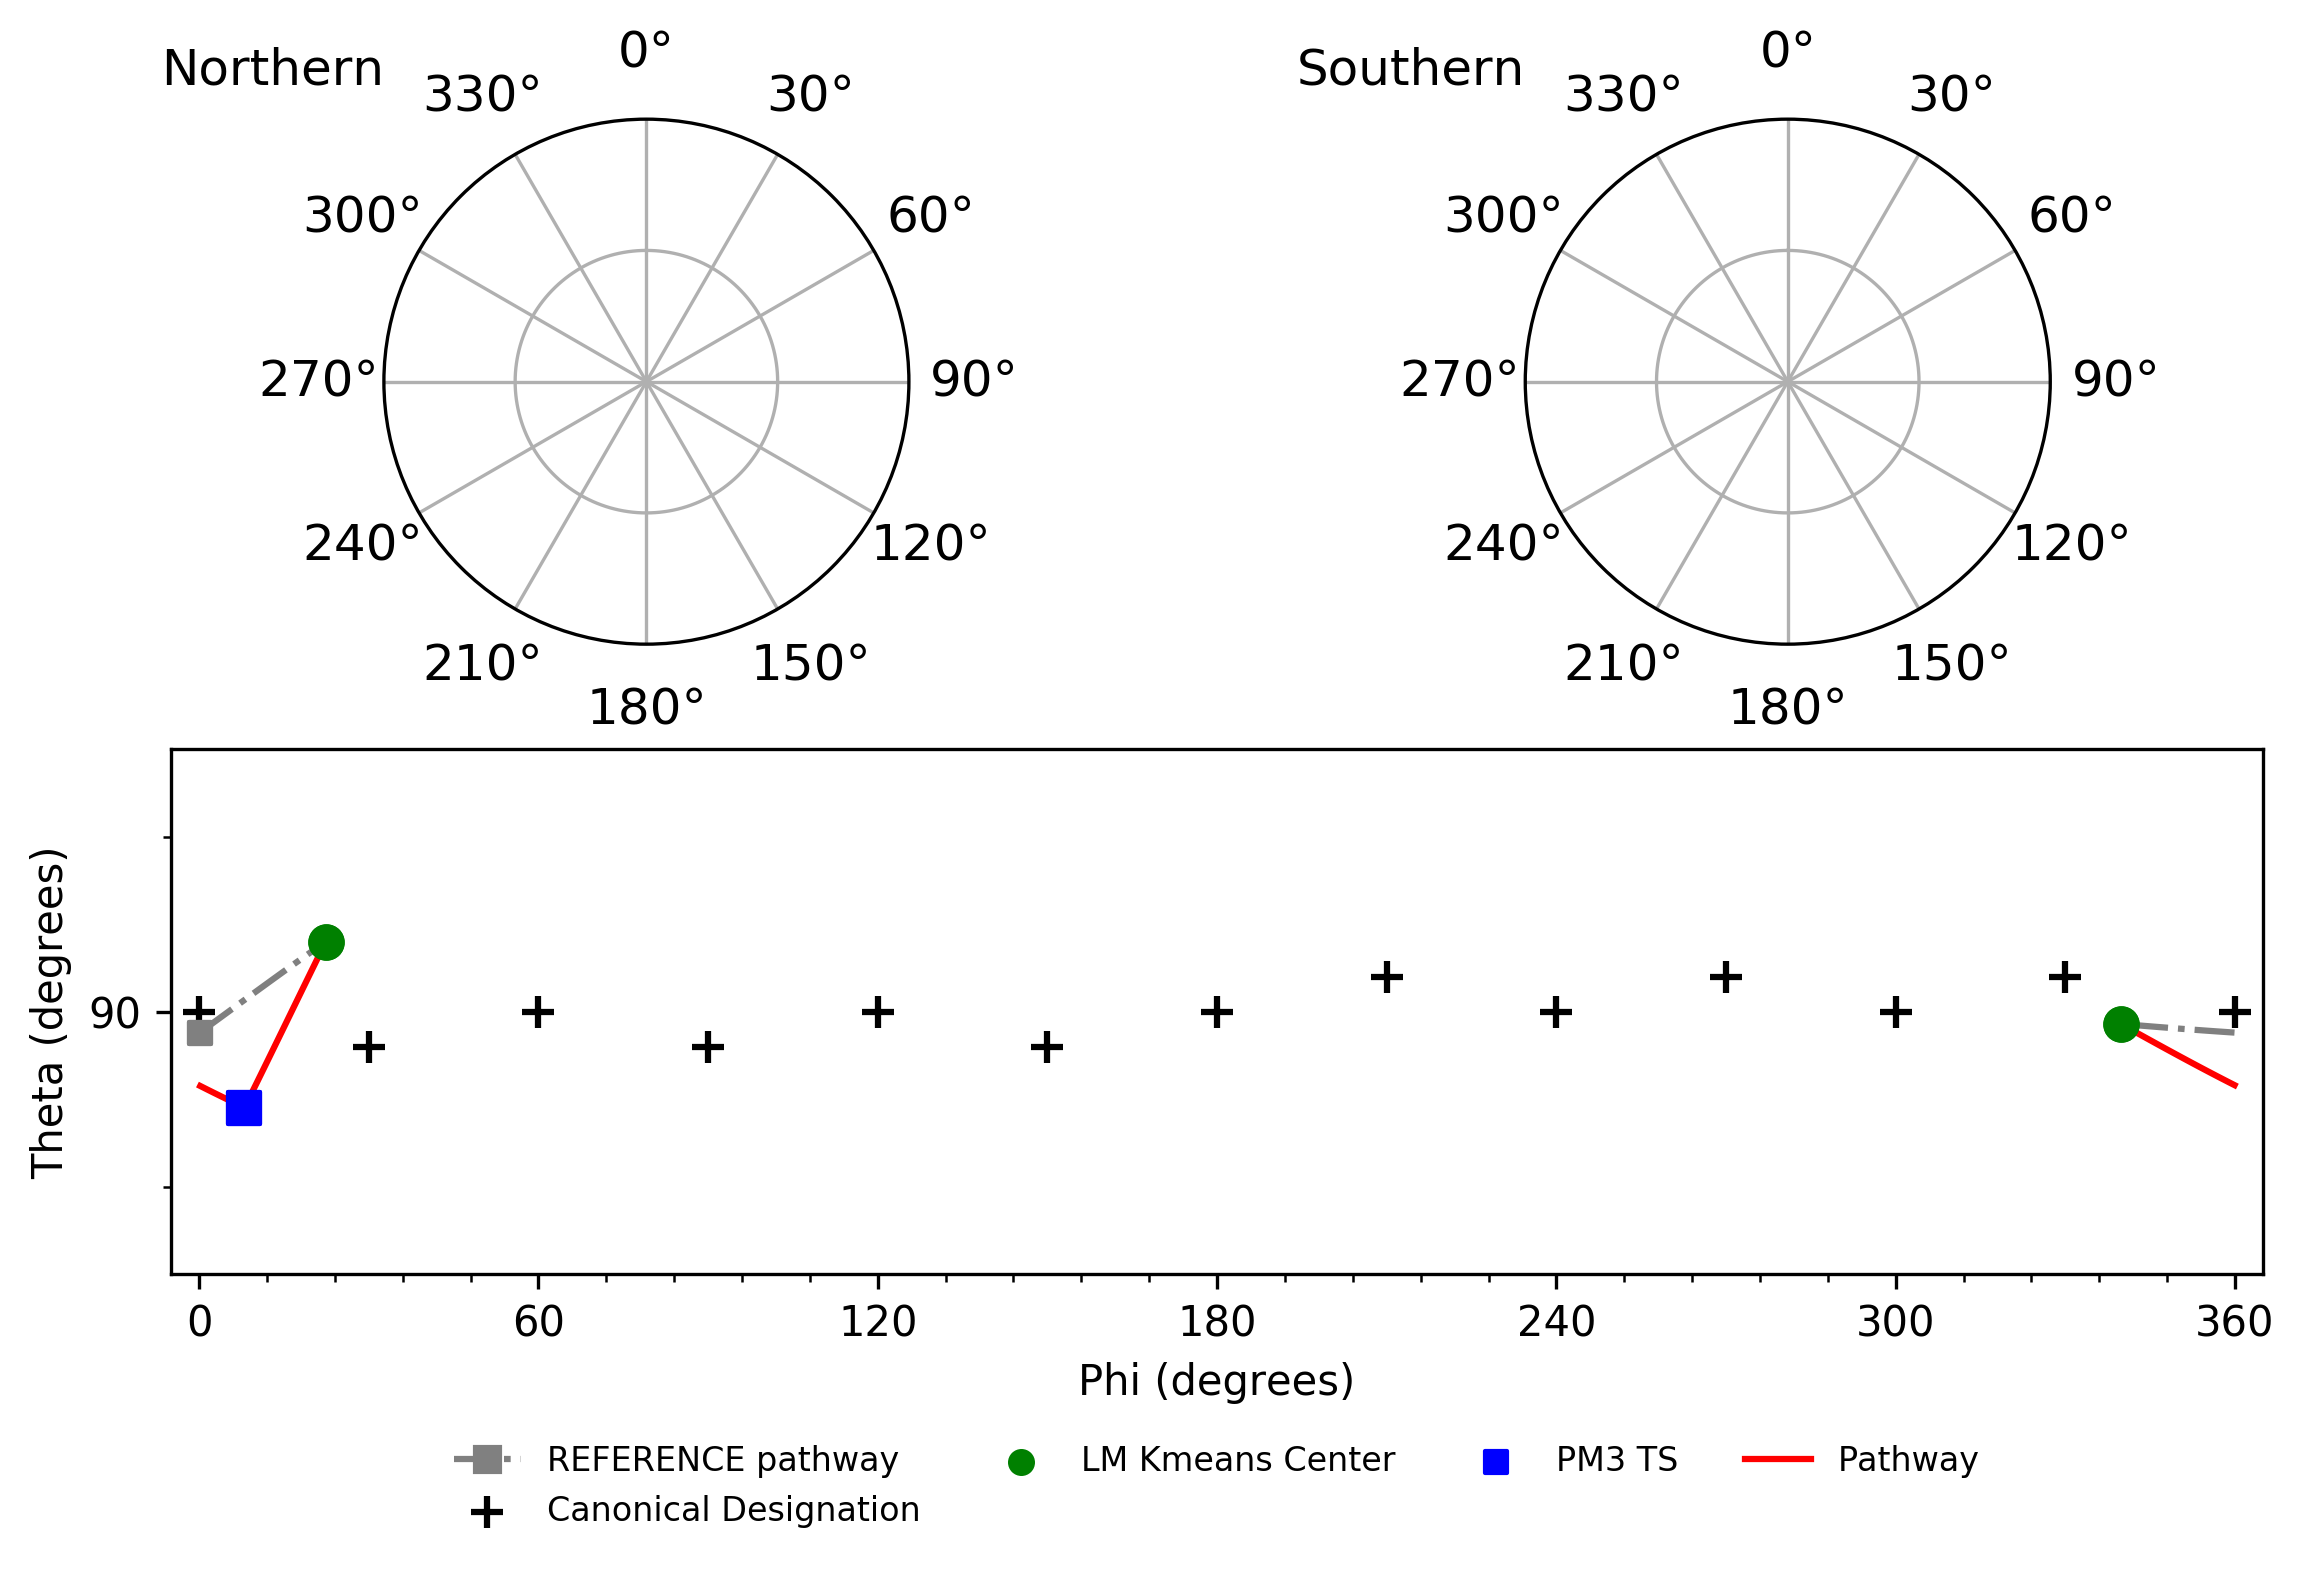 Northern
0°
30°
60°
90°
120°
150°
180°
210°
240°
270°
300°
330°
Southern
0°
30°
60°
90°
120°
150°
180°
210°
240°
270°
300°
330°
Theta (degrees)
90
0 60 120 180 240 300 360
Phi (degrees)
REFERENCE pathway
Canonical Designation
LM Kmeans Center
PM3 TS
Pathway